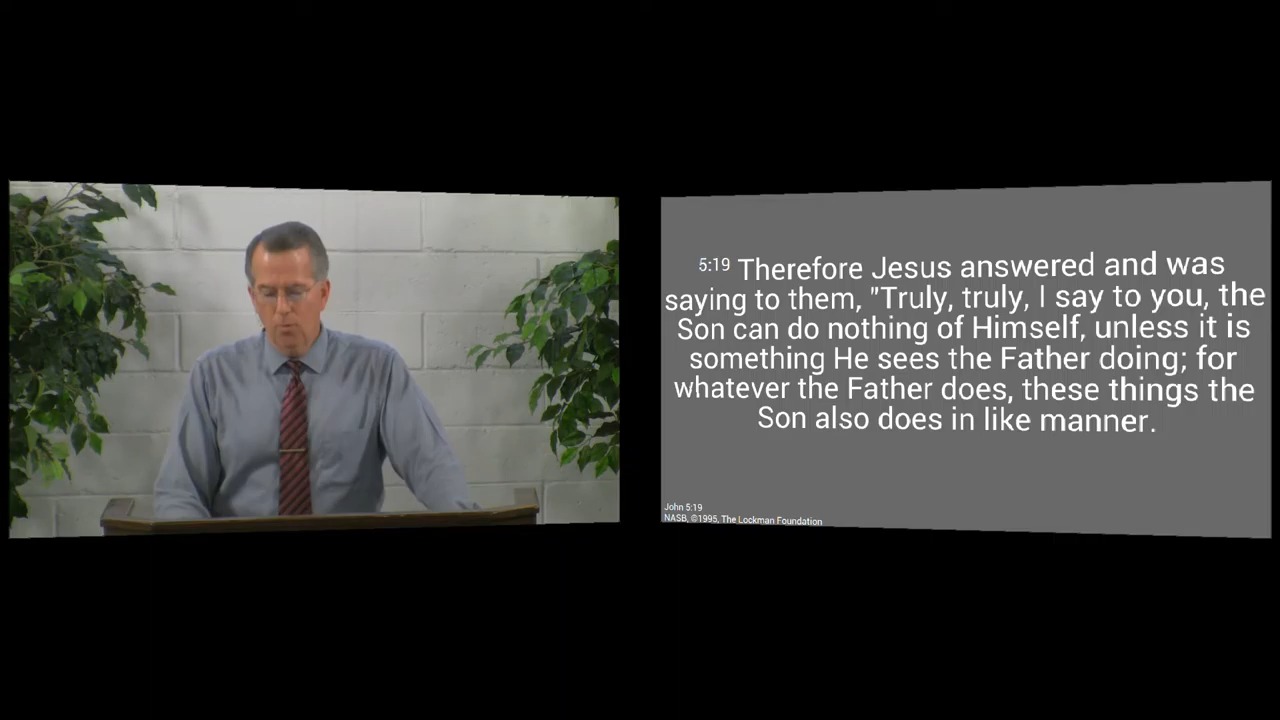 5:19 Therefore Jesus answered and was
saying to them, "Truly, truly, I say to you, the
Son can do nothing of Himself, unless it is
something He sees the Father doing; for
whatever the Father does, these things the
Son also does in like manner.
John 5:19
NASB, ©1995, The Lockman Foundation